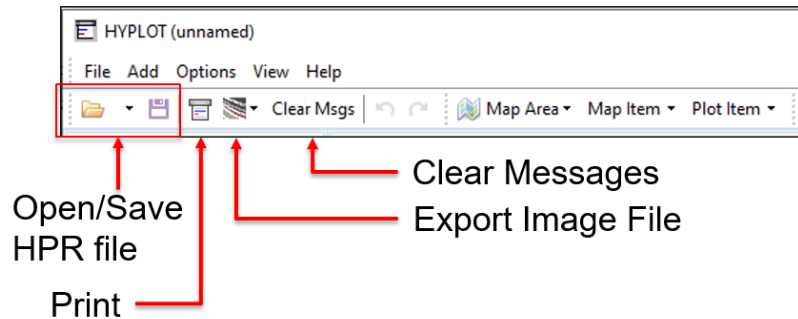 HYPLOT (unnamed)
File Add Options View Help
Clear Msgs Map Area Map Item Plot Item
Clear Messages
Export Image File
Open/Save
HPR file
Print